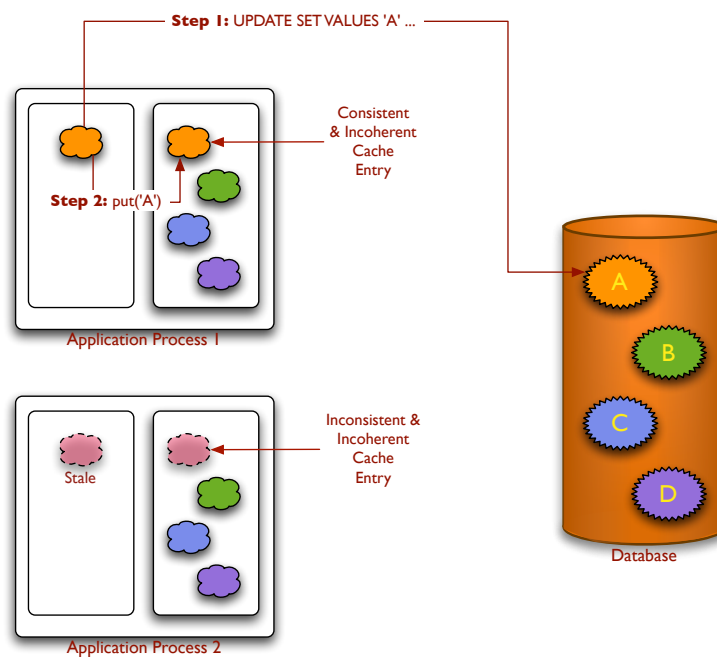 Step 1: UPDATE SET VALUES 'A' ...
Consistent
& Incoherent
Cache
Entry
Step 2: put('A')
A
B
C
D
Application Process 1
Inconsistent &
Incoherent
Cache
Entry
Stale
Database
Application Process 2